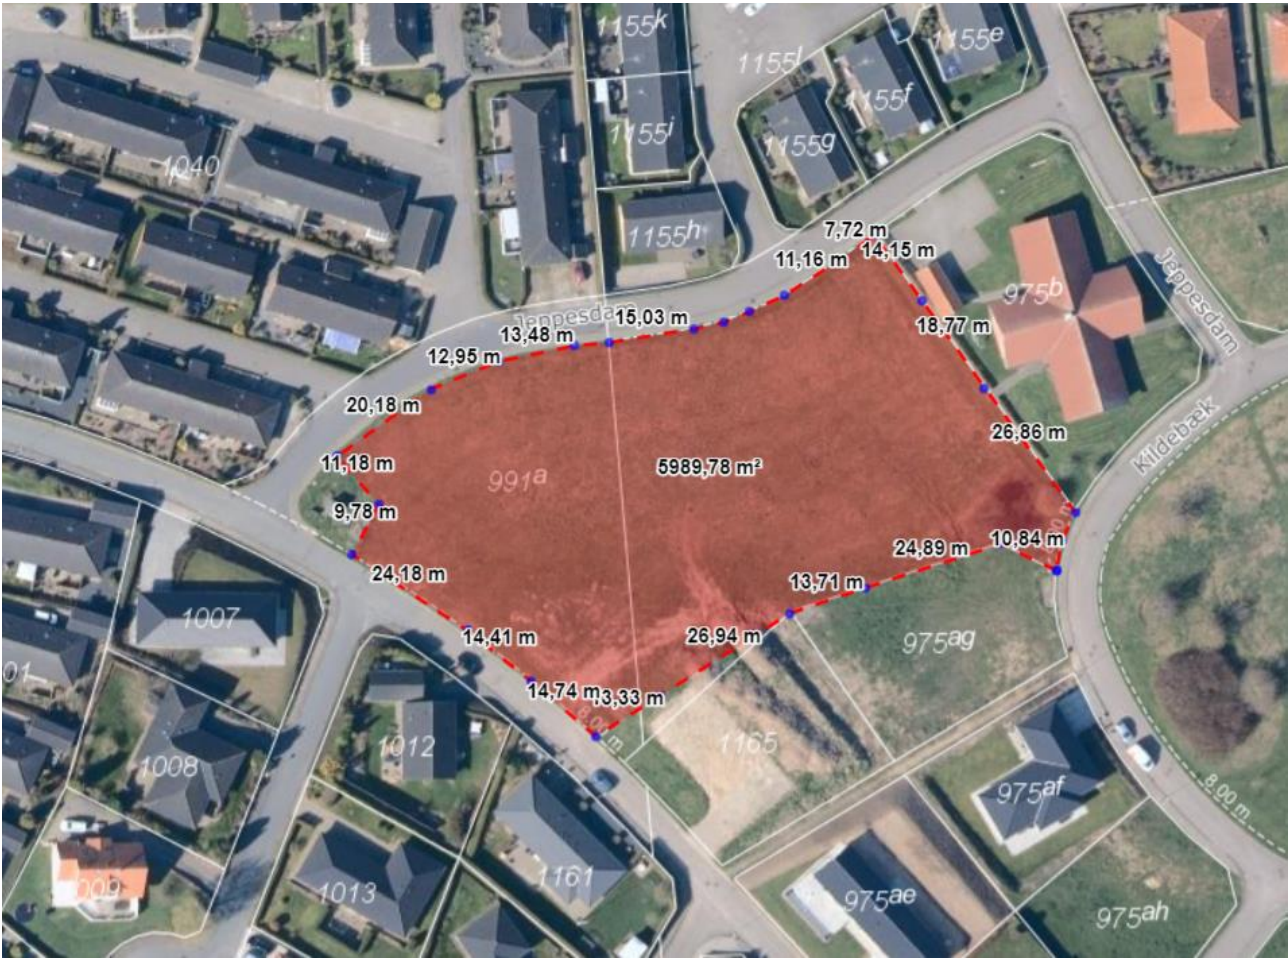 1155k
1155e
1155l
1155f
1155i
1155g
1040
1155h
7,72 m
14,15 m
11,16 m
Jeppesdam
975b
Jeppesdam
15,03 m
13,48 m
18,77 m
12,95 m
20,18 m
Kildebæk
26,86 m
11,18 m
5989,78 m²
991a
9,78 m
10,84 m
24,89 m
24,18 m
13,71 m
1007
14,41 m
26,94 m
975ag
14,74 m
3,33 m
1012
1165
1008
8.00 m
975af
1009
1013
1161
975ae
975ah